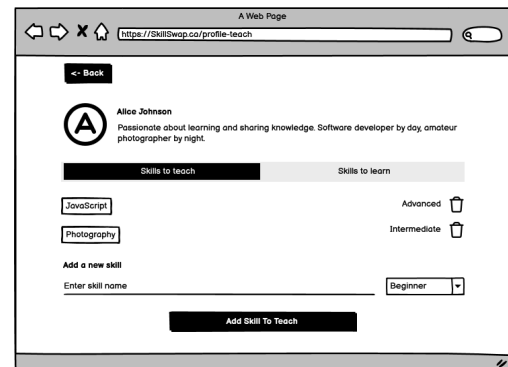 A Web Page
https://SkillSwap.ca/profile-teach
<- Back
A
Alice Johnson
Passionate about learning and sharing knowledge. Software developer by day, amateur
photographer by night.
Skills to teach
Skills to learn
JavaScript
Advanced
Photography
Intermediate
Add a new skill
Enter skill name
Beginner
Add Skill To Teach